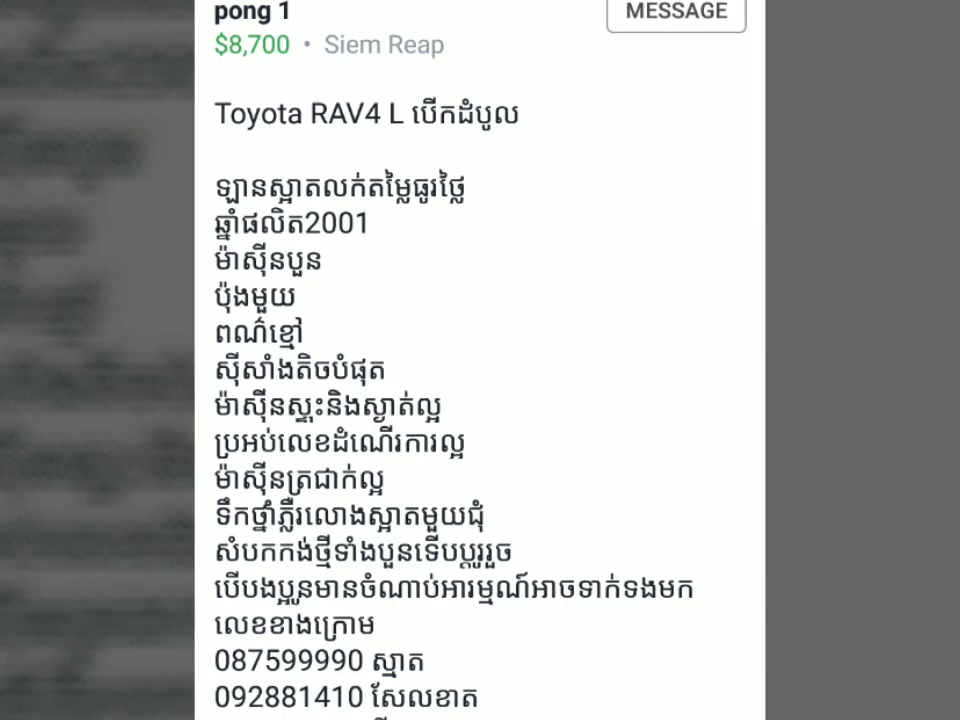 pong 1
MESSAGE
$8,700 • Siem Reap
Toyota RAV4 L បើកដំបូល
ឡានស្អាតលក់តម្លៃធូរថ្លៃ
ឆ្នាំផលិត2001
ម៉ាស៊ីនបួន
ប៉ុងមួយ
ពណ៌ខ្មៅ
ស៊ីសាំងតិចបំផុត
ម៉ាស៊ីនស្ទុះនិងស្ងាត់ល្អ
ប្រអប់លេខដំណើរការល្អ
ម៉ាស៊ីនត្រជាក់ល្អ
ទឹកថ្នាំភ្លឺរលោងស្អាតមួយជុំ
សំបកកង់ថ្មីទាំងបួនទើបប្តូររួច
បើបងប្អូនមានចំណាប់អារម្មណ៍អាចទាក់ទងមក
លេខខាងក្រោម
087599990 ស្មាត
092881410 សែលខាត